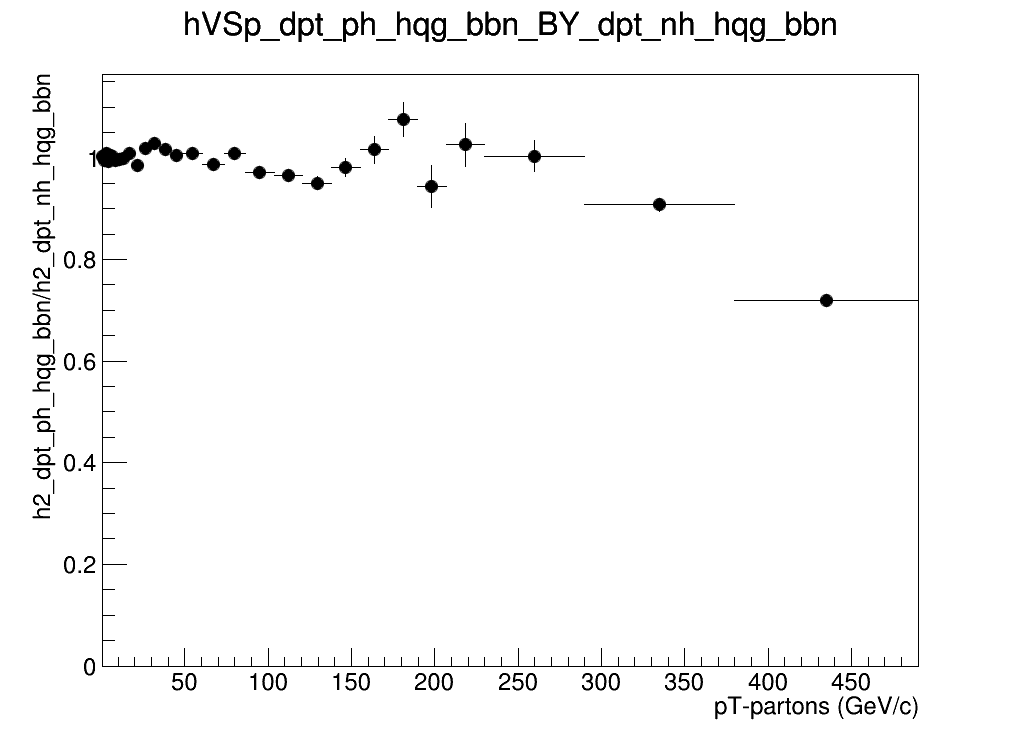 hVSp_dpt_ph_hqg_bbn_BY_dpt_nh_hqg_bbn
h2_dpt_ph_hqg_bbn/h2_dpt_nh_hqg_bbn
1
0.8
0.6
0.4
0.2
0
50 100 150 200 250 300 350 400 450
pT-partons (GeV/c)